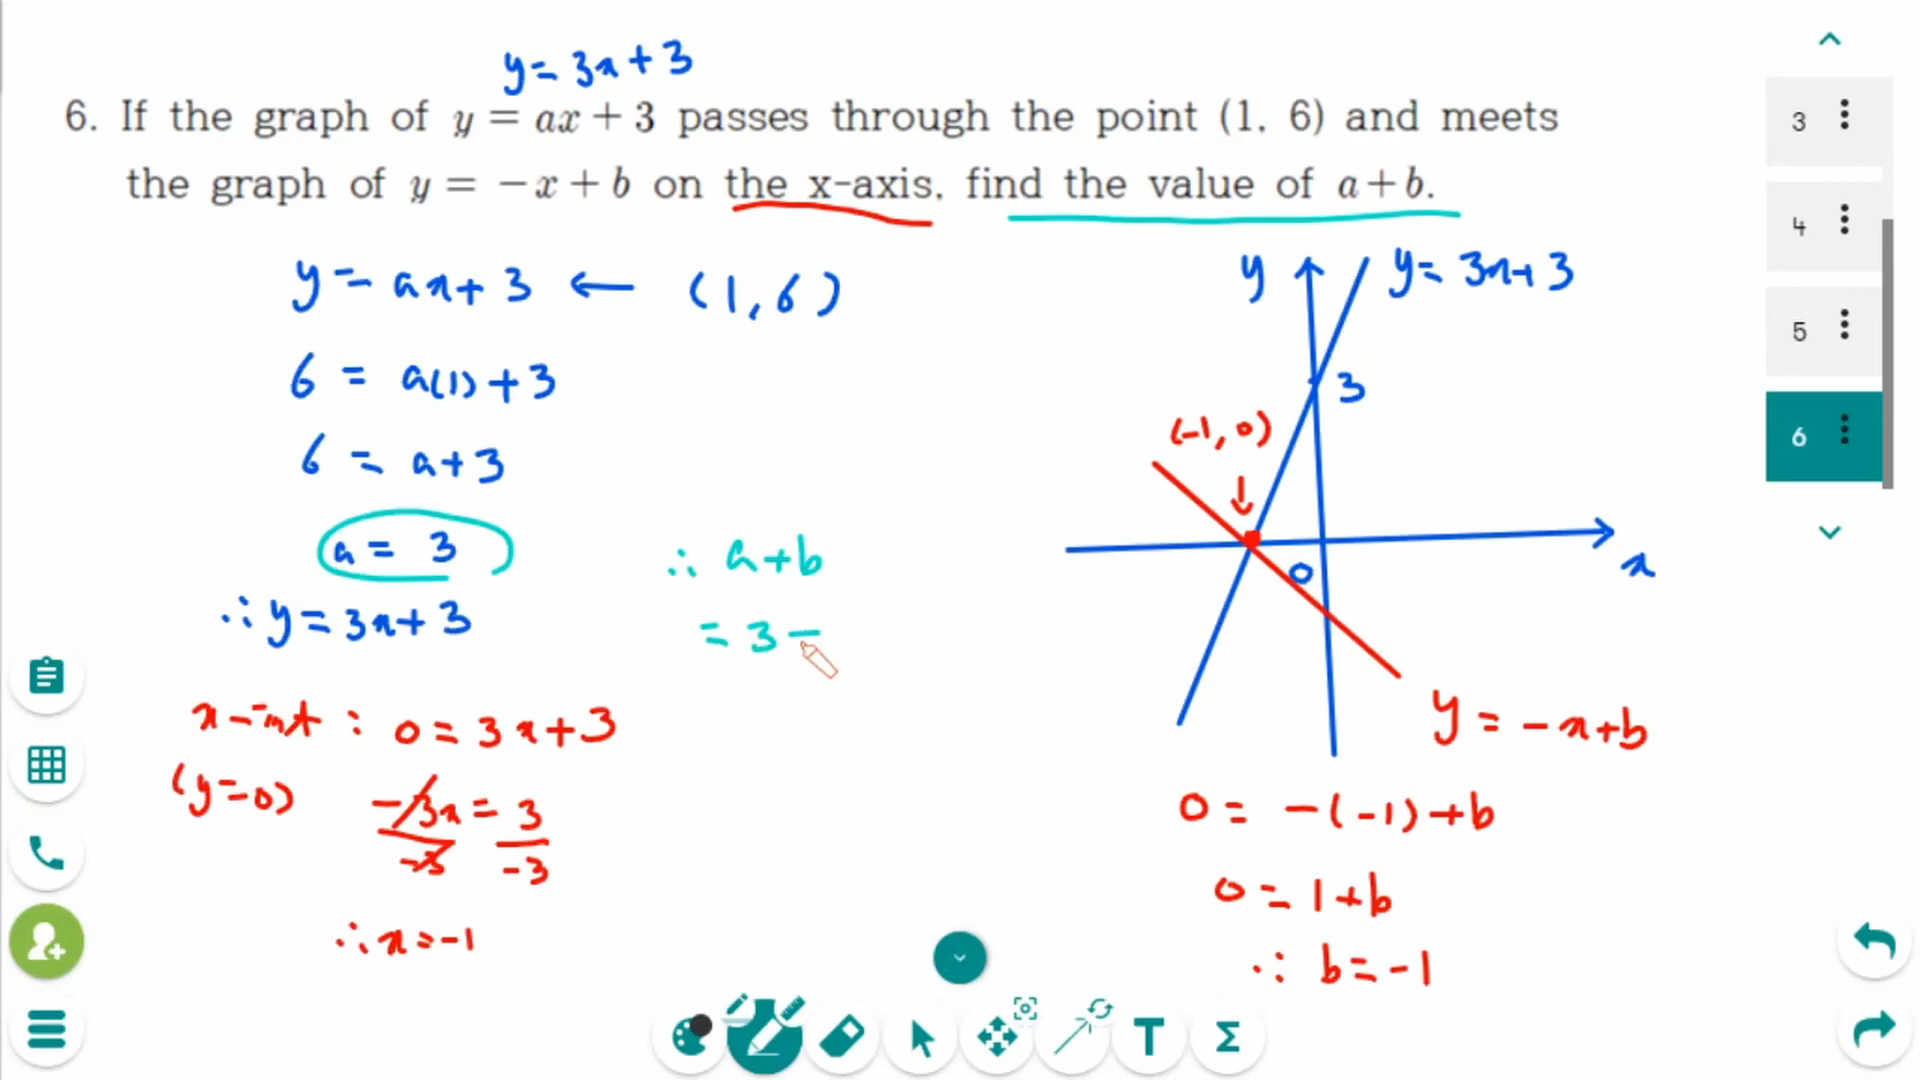 y = 3x + 3
6. If the graph of y = ax + 3 passes through the point (1, 6) and meets
the graph of y = −x + b on the x-axis, find the value of a + b.
y = ax + 3 ← (1, 6)
6 = a(1) + 3
6 = a + 3
a = 3
∴ y = 3x + 3
x-int : 0 = 3x + 3
(y=0)
-3x = 3
-3 -3
∴ x = -1
∴ a + b
= 3 -
y
y = 3x + 3
3
(-1, 0)
↓
0
x
y = -x + b
0 = -(-1) + b
0 = 1 + b
∴ b = -1
3
4
5
6
T
Σ